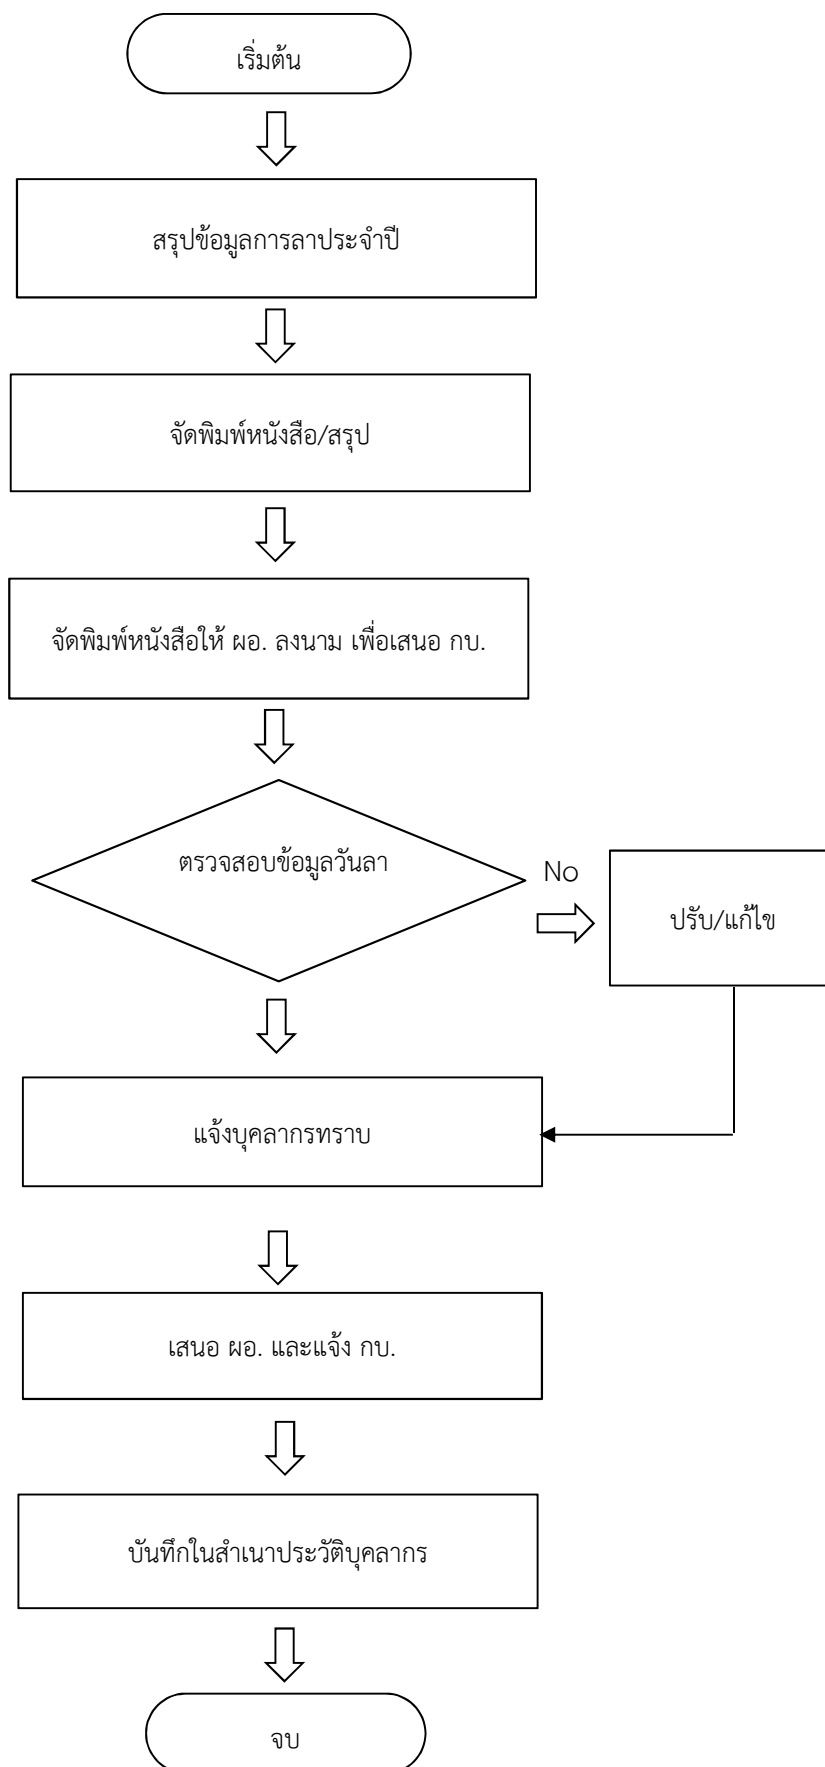 เริ่มต้น
สรุปข้อมูลการลาประจำปี
จัดพิมพ์หนังสือ/สรุป
จัดพิมพ์หนังสือให้ ผอ. ลงนาม เพื่อเสนอ กบ.
ตรวจสอบข้อมูลวันลา
No
ปรับ/แก้ไข
แจ้งบุคลากรทราบ
เสนอ ผอ. และแจ้ง กบ.
บันทึกในสำเนาประวัติบุคลากร
จบ